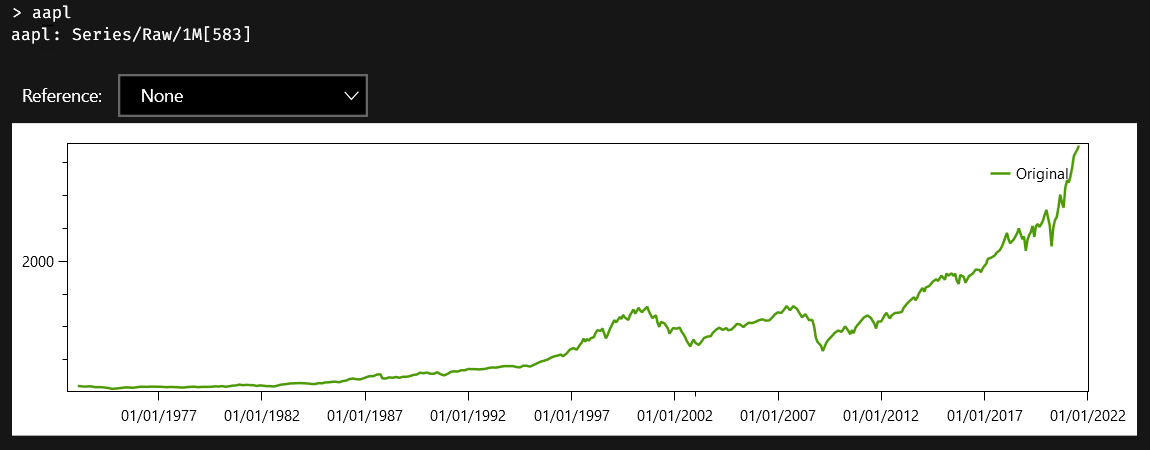 > aapl
aapl: Series/Raw/1M[583]
Reference: None
Original
2000
01/01/1977 01/01/1982 01/01/1987 01/01/1992 01/01/1997 01/01/2002 01/01/2007 01/01/2012 01/01/2017 01/01/2022